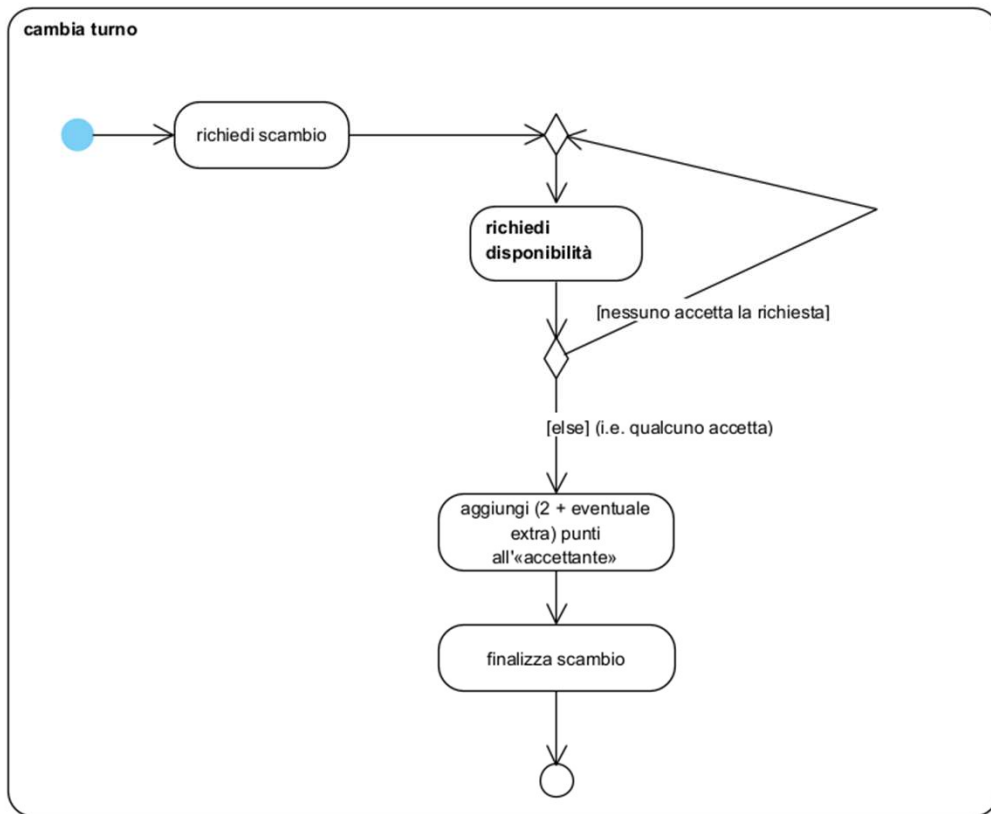 cambia turno
richiedi scambio
richiedi
disponibilità
[nessuno accetta la richiesta]
[else] (i.e. qualcuno accetta)
aggiungi (2 + eventuale
extra) punti
all'«accettante»
finalizza scambio